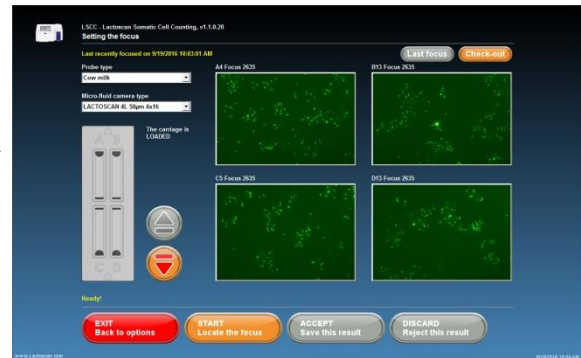 LSCC - Lactoscan Somatic Cell Counting, v1.1.0.20
Setting the focus
Last recently focused on 9/19/2016 10:03:01 AM
Last focus
Check-out
Probe type
Cow milk
Micro-fluid camera type
LACTOSCAN 4L 50µm 4x16
The carriage is
LOADED
A B
C D
A4 Focus 2635
B13 Focus 2635
C5 Focus 2635
D13 Focus 2635
Ready!
EXIT
Back to options
START
Locate the focus
ACCEPT
Save this result
DISCARD
Reject this result
www.Lactoscan.com